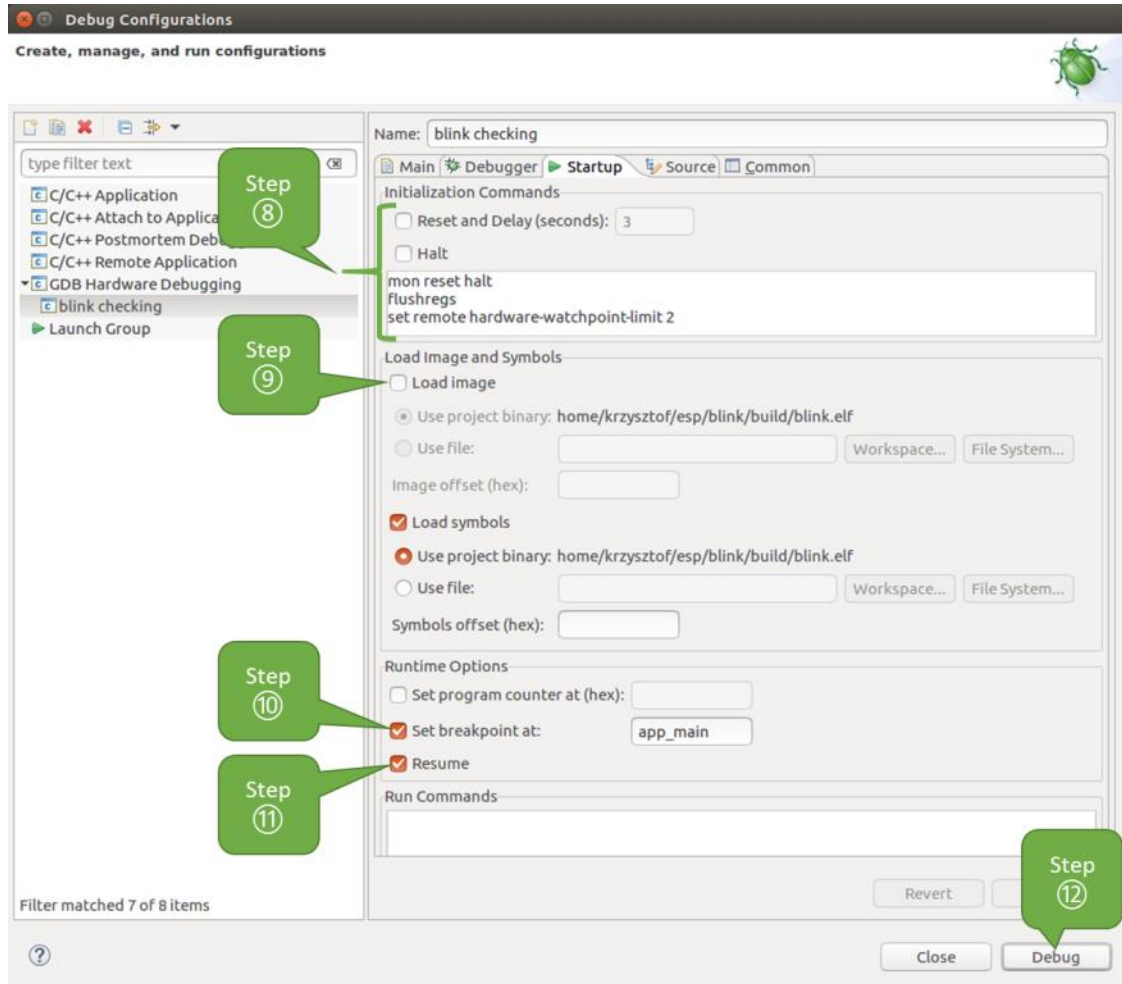 Debug Configurations
Create, manage, and run configurations
Name: blink checking
type filter text
Main Debugger Startup Source Common
C/C++ Application
C/C++ Attach to Applica
C/C++ Postmortem Deb
C/C++ Remote Application
GDB Hardware Debugging
blink checking
Launch Group
Filter matched 7 of 8 items
Step
⑧
Initialization Commands
Reset and Delay (seconds): 3
Halt
mon reset halt
flushregs
set remote hardware-watchpoint-limit 2
Step
⑨
Load Image and Symbols
Load image
Use project binary: home/krzysztof/esp/blink/build/blink.elf
Use file: Workspace... File System...
Image offset (hex):
Load symbols
Use project binary: home/krzysztof/esp/blink/build/blink.elf
Use file: Workspace... File System...
Symbols offset (hex):
Step
⑩
Runtime Options
Set program counter at (hex):
Set breakpoint at: app_main
Resume
Step
⑪
Run Commands
Step
⑫
Revert
Close Debug